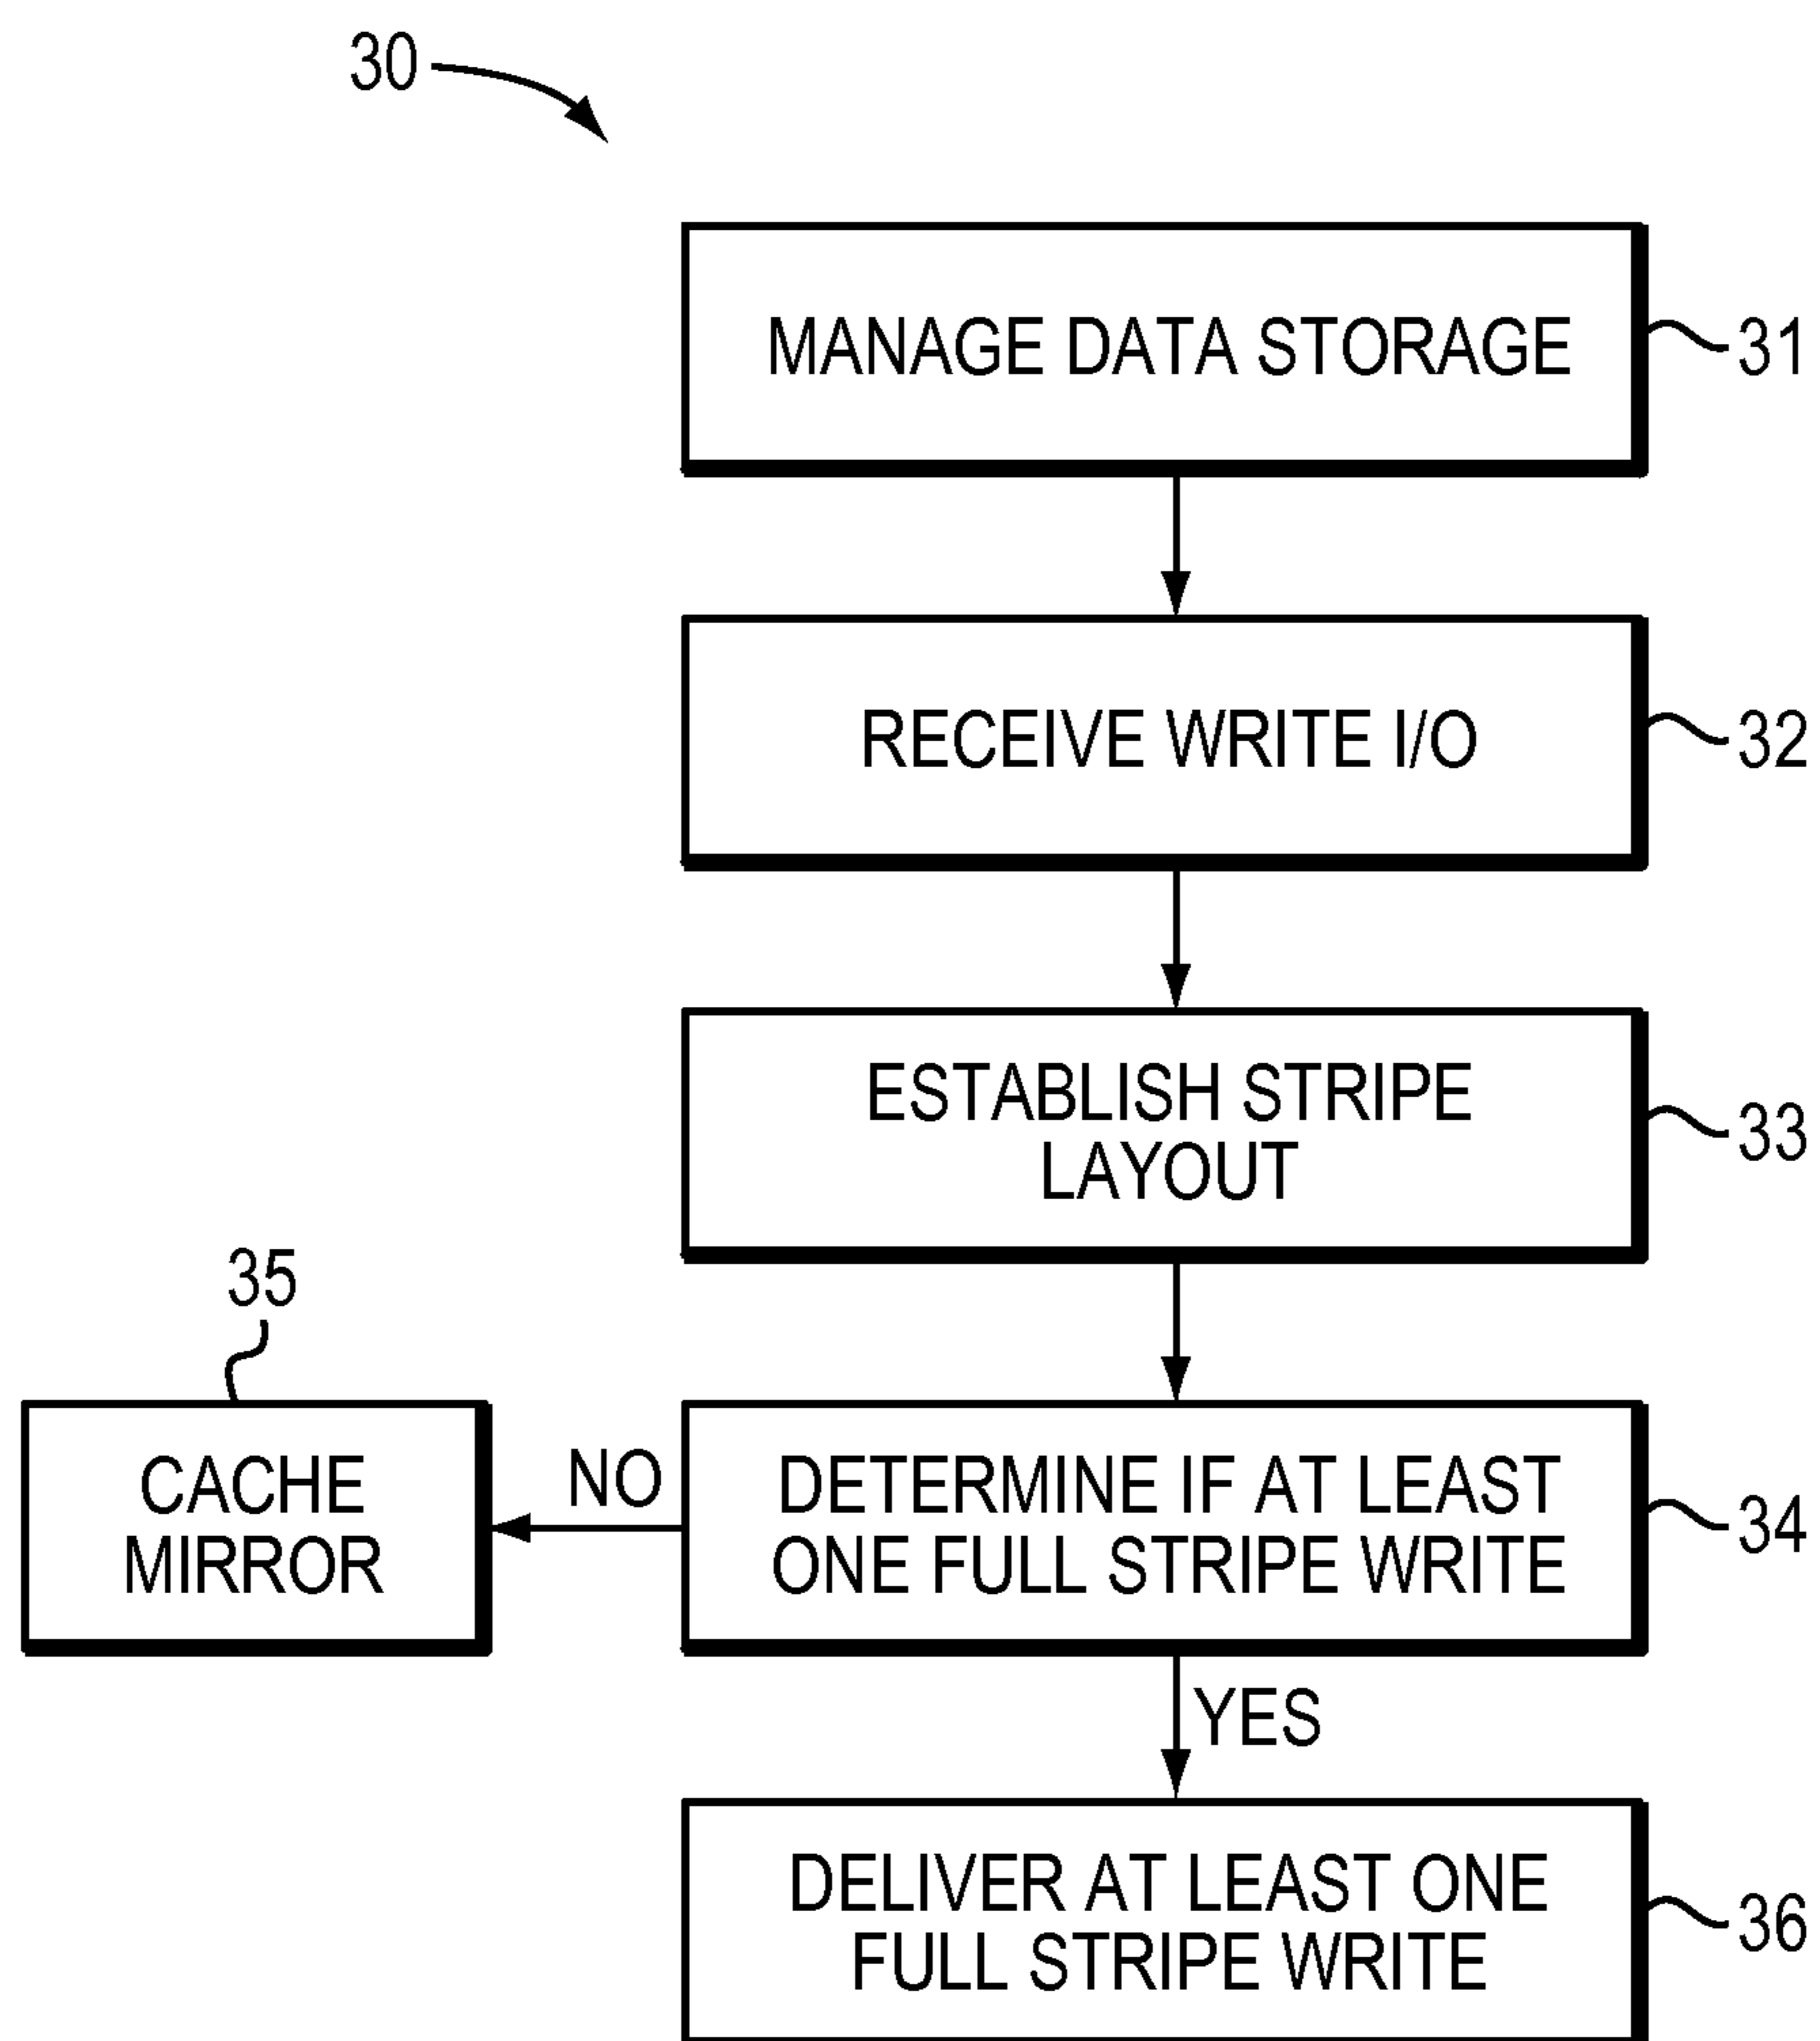 30
MANAGE DATA STORAGE
31
RECEIVE WRITE I/O
32
ESTABLISH STRIPE
LAYOUT
33
35
CACHE
MIRROR
NO
DETERMINE IF AT LEAST
ONE FULL STRIPE WRITE
34
YES
DELIVER AT LEAST ONE
FULL STRIPE WRITE
36